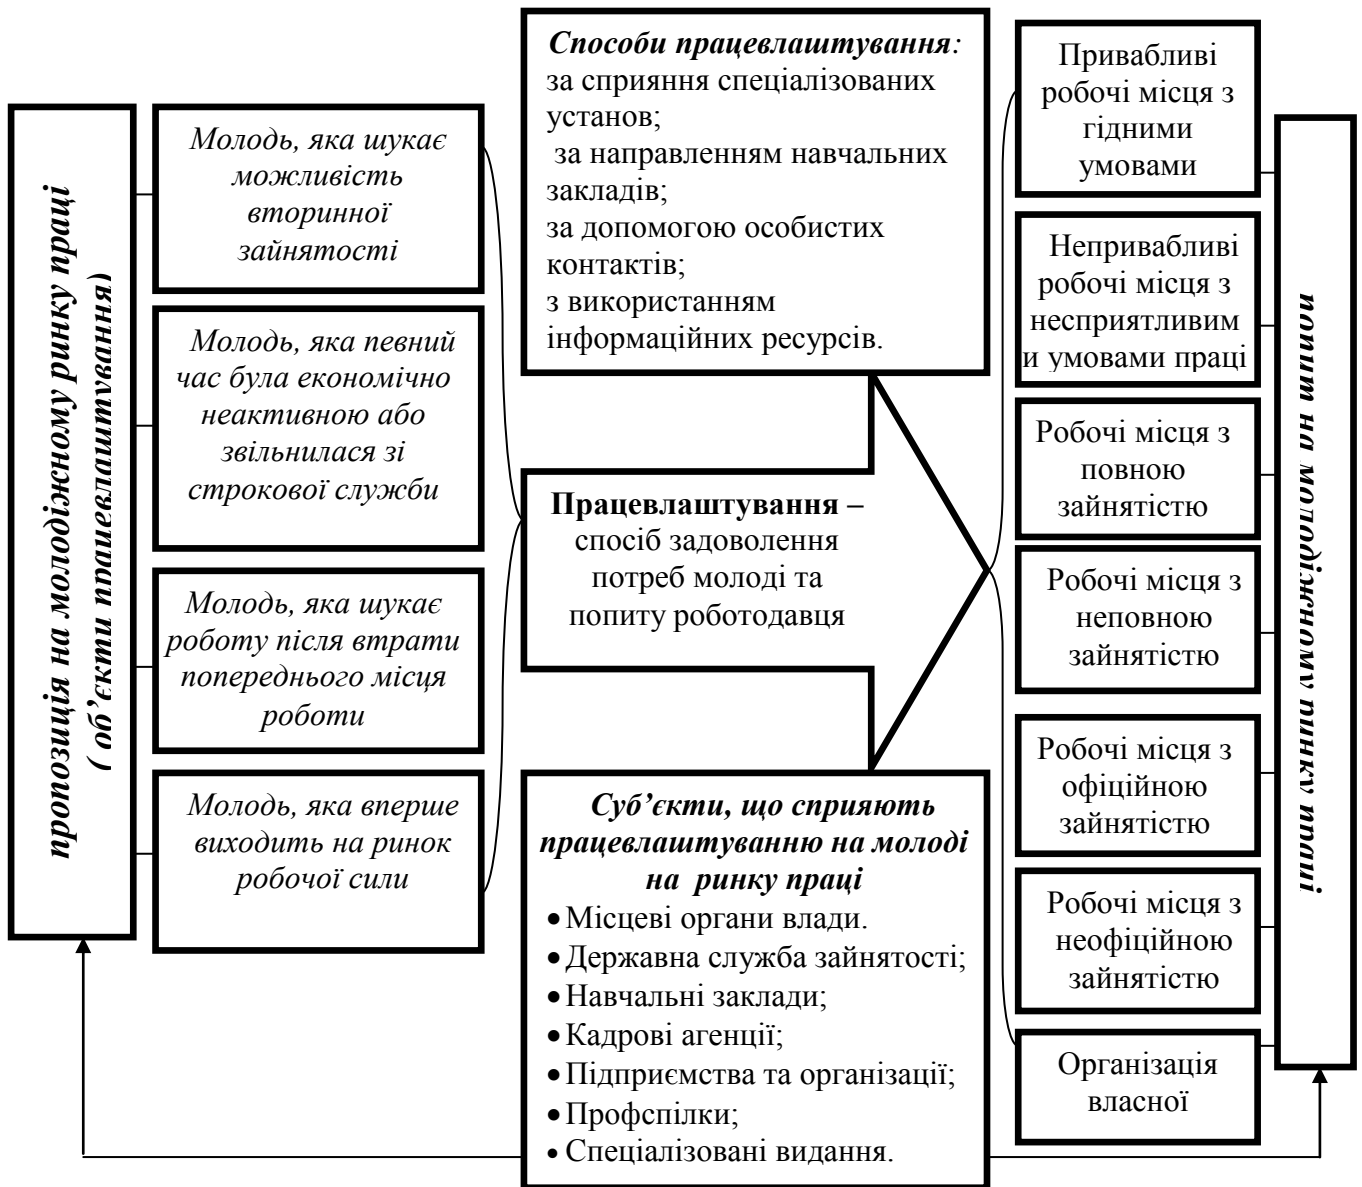 пропозиція на молодіжному ринку праці
( об’єкти працевлаштування)
Молодь, яка шукає
можливість
вторинної
зайнятості
Молодь, яка певний
час була економічно
неактивною або
звільнилася зі
строкової служби
Молодь, яка шукає
роботу після втрати
попереднього місця
роботи
Молодь, яка вперше
виходить на ринок
робочої сили
Способи працевлаштування:
за сприяння спеціалізованих
установ;
за направленням навчальних
закладів;
за допомогою особистих
контактів;
з використанням
інформаційних ресурсів.
Працевлаштування –
спосіб задоволення
потреб молоді та
попиту роботодавця
Суб’єкти, що сприяють
працевлаштуванню на молоді
на ринку праці
• Місцеві органи влади.
• Державна служба зайнятості;
• Навчальні заклади;
• Кадрові агенції;
• Підприємства та організації;
• Профспілки;
• Спеціалізовані видання.
Привабливі
робочі місця з
гідними
умовами
Непривабливі
робочі місця з
несприятливим
и умовами праці
Робочі місця з
повною
зайнятістю
Робочі місця з
неповною
зайнятістю
Робочі місця з
офіційною
зайнятістю
Робочі місця з
неофіційною
зайнятістю
Організація
власної
попит на молодіжному ринку праці